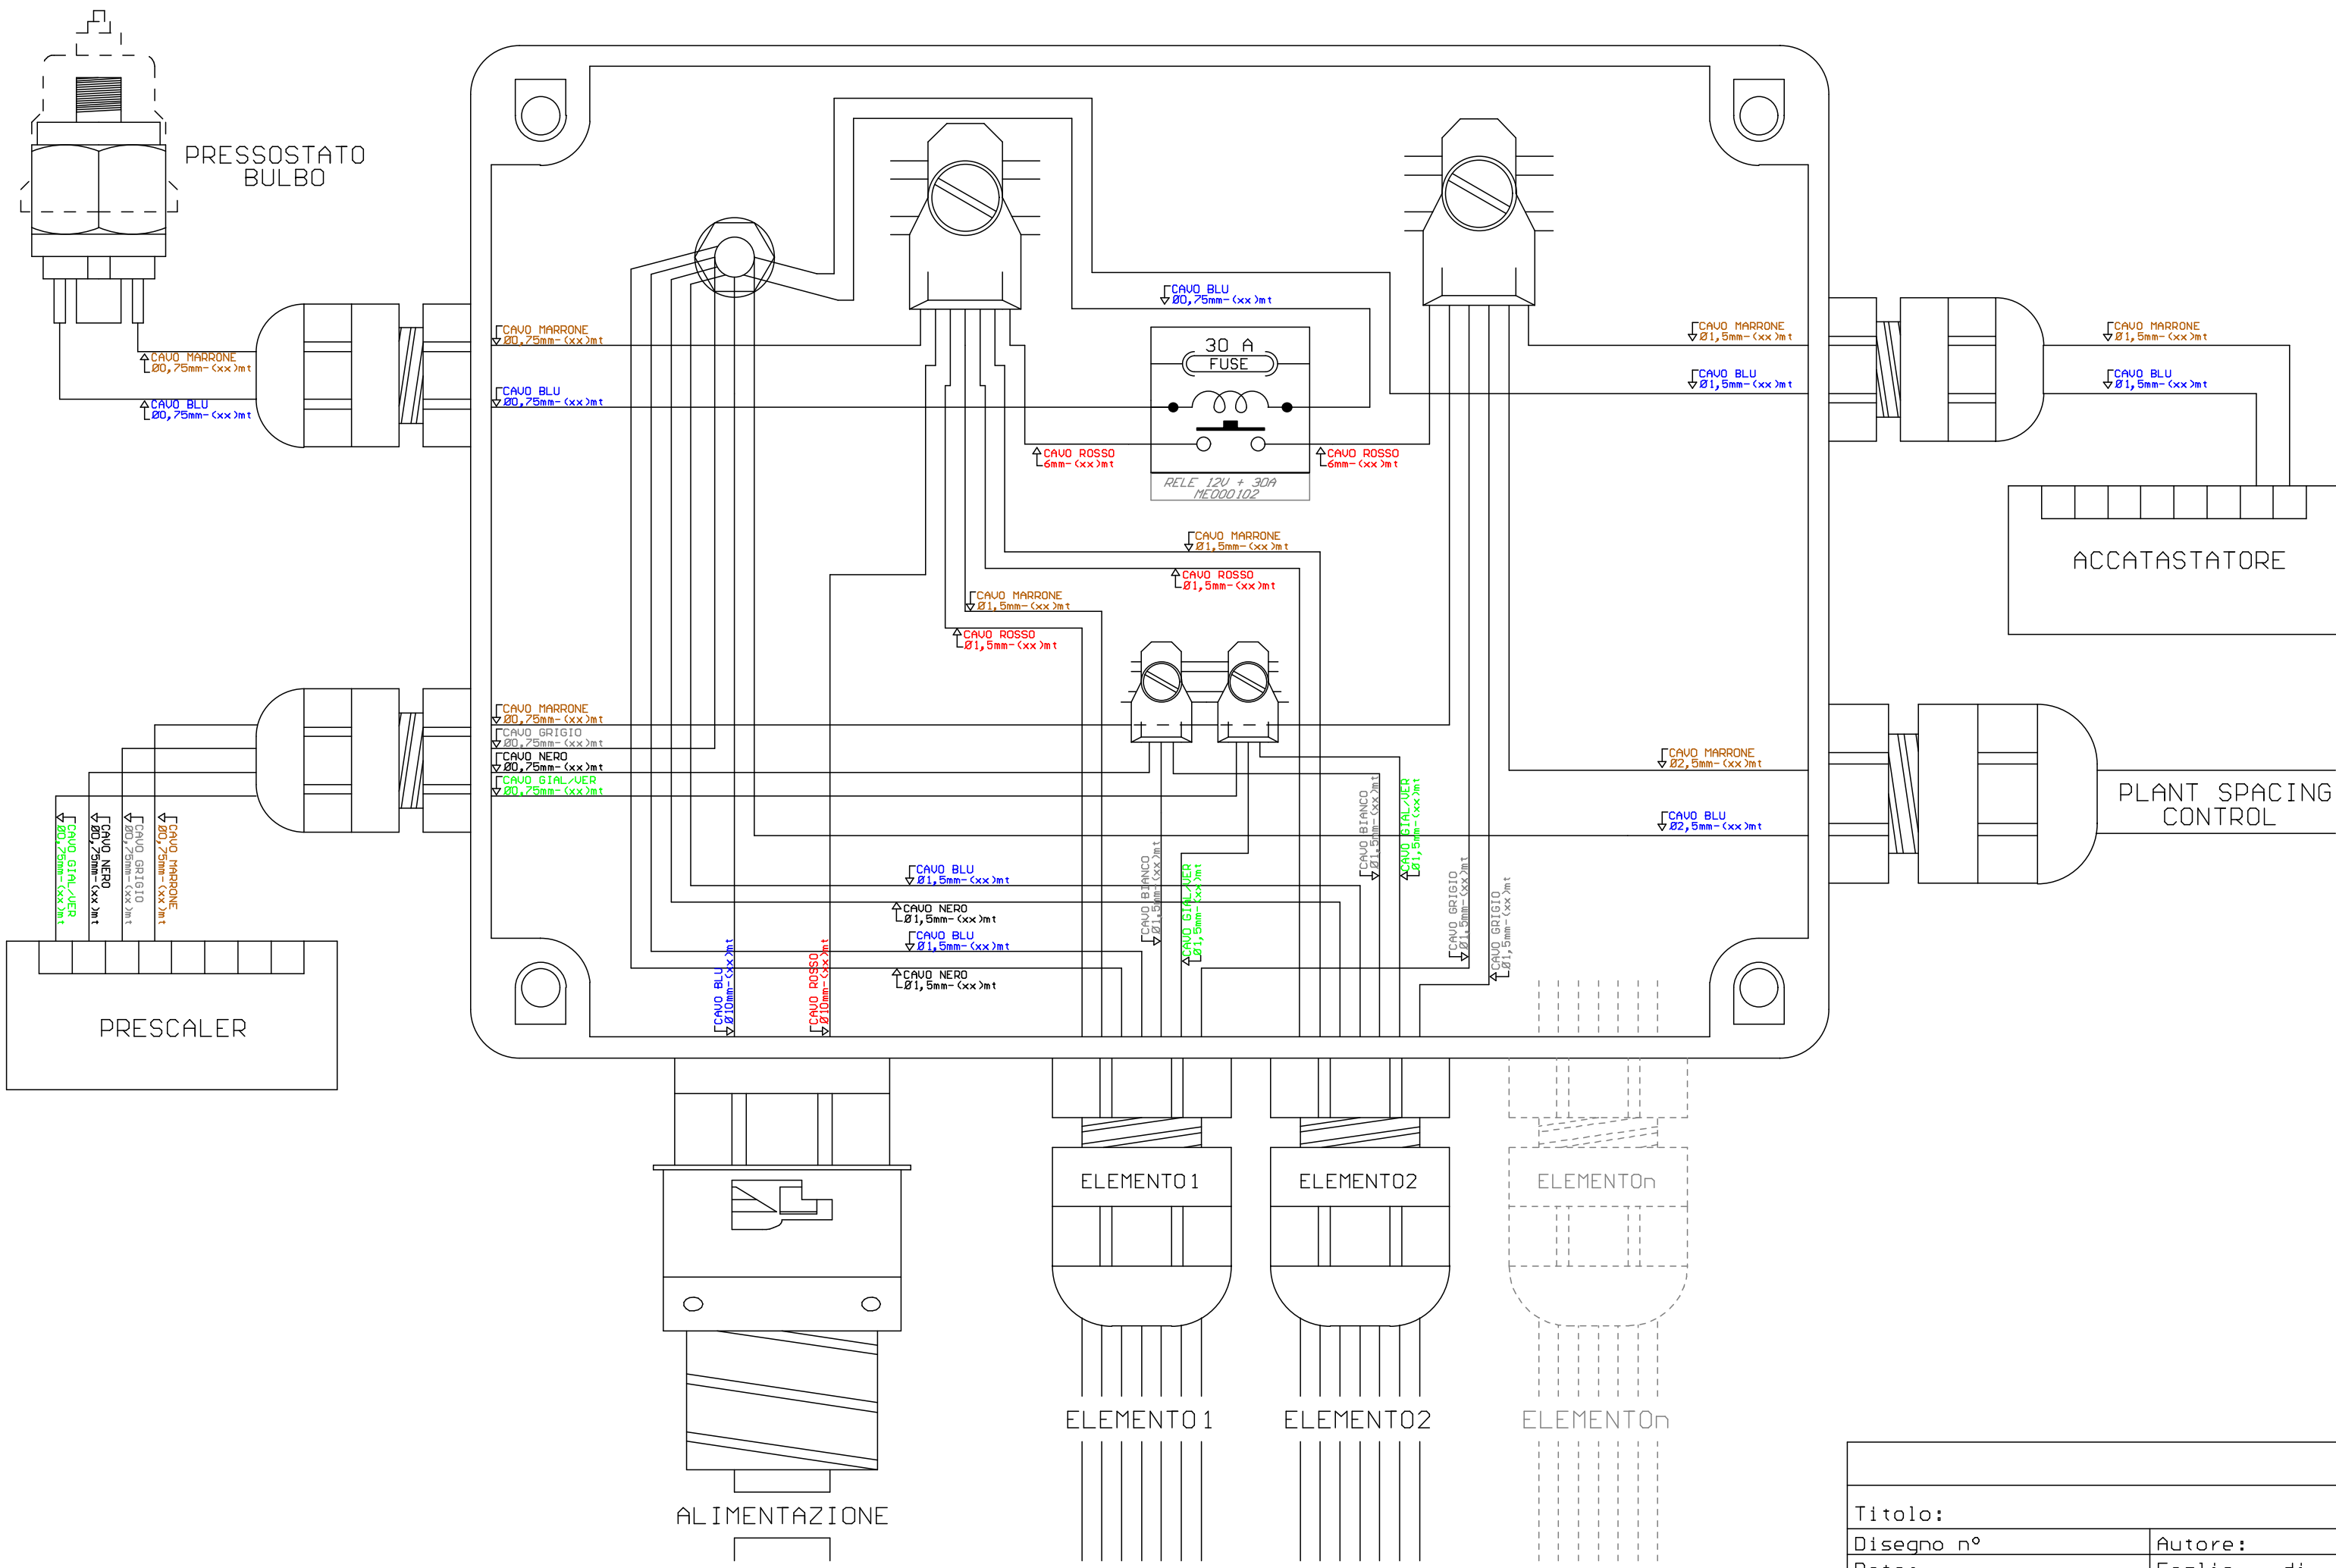 PRESSOSTATO
BULBO
CAVO MARRONE
Ø0,75mm-(xx)mt
CAVO BLU
Ø0,75mm-(xx)mt
CAVO MARRONE
Ø0,75mm-(xx)mt
CAVO BLU
Ø0,75mm-(xx)mt
CAVO BLU
Ø0,75mm-(xx)mt
30 A
FUSE
CAVO ROSSO
6mm-(xx)mt
CAVO ROSSO
6mm-(xx)mt
RELE 12V + 30A
ME000102
CAVO MARRONE
Ø1,5mm-(xx)mt
CAVO BLU
Ø1,5mm-(xx)mt
CAVO MARRONE
Ø1,5mm-(xx)mt
CAVO BLU
Ø1,5mm-(xx)mt
ACCATASTATORE
CAVO MARRONE
Ø1,5mm-(xx)mt
CAVO ROSSO
Ø1,5mm-(xx)mt
CAVO MARRONE
Ø1,5mm-(xx)mt
CAVO ROSSO
Ø1,5mm-(xx)mt
CAVO MARRONE
Ø0,75mm-(xx)mt
CAVO GRIGIO
Ø0,75mm-(xx)mt
CAVO NERO
Ø0,75mm-(xx)mt
CAVO GIAL/VER
Ø0,75mm-(xx)mt
CAVO GIAL/VER
Ø0,75mm-(xx)mt
CAVO NERO
Ø0,75mm-(xx)mt
CAVO GRIGIO
Ø0,75mm-(xx)mt
CAVO MARRONE
Ø0,75mm-(xx)mt
PRESCALER
CAVO MARRONE
Ø2,5mm-(xx)mt
CAVO BLU
Ø2,5mm-(xx)mt
PLANT SPACING
CONTROL
CAVO BLU
Ø1,5mm-(xx)mt
CAVO NERO
Ø1,5mm-(xx)mt
CAVO BLU
Ø1,5mm-(xx)mt
CAVO NERO
Ø1,5mm-(xx)mt
CAVO BLU
Ø10mm-(xx)mt
CAVO ROSSO
Ø10mm-(xx)mt
CAVO BIANCO
Ø1,5mm-(xx)mt
CAVO GIAL/VER
Ø1,5mm-(xx)mt
CAVO BIANCO
Ø1,5mm-(xx)mt
CAVO GIAL/VER
Ø1,5mm-(xx)mt
CAVO GRIGIO
Ø1,5mm-(xx)mt
CAVO GRIGIO
Ø1,5mm-(xx)mt
ELEMENTO1
ELEMENTO2
ELEMENTOn
ELEMENTO1
ELEMENTO2
ELEMENTOn
ALIMENTAZIONE
Titolo:
Disegno n°
Autore: